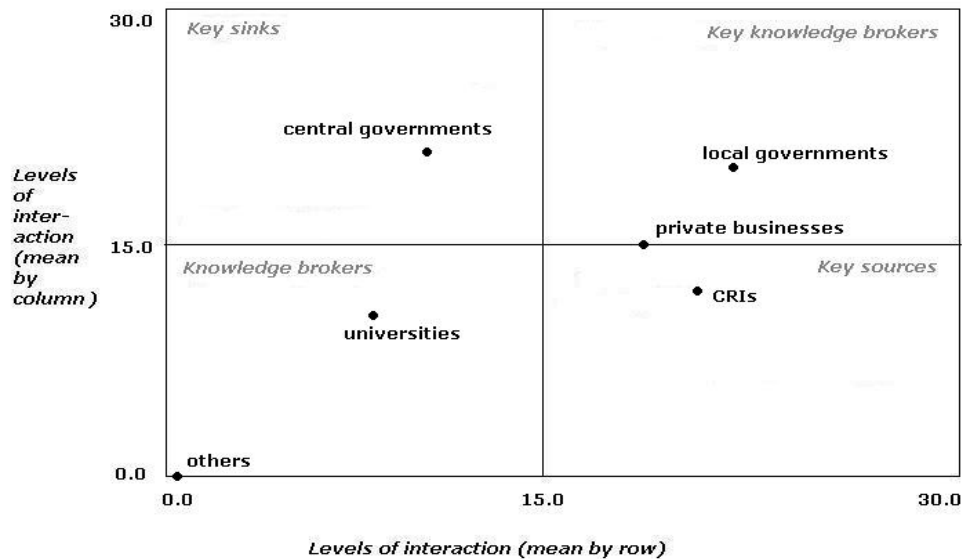 30.0
Key sinks
Key knowledge brokers
central governments
local governments
Levels
of
inter-
action
(mean
by
column)
private businesses
15.0
Knowledge brokers
Key sources
CRIs
universities
others
0.0
0.0
15.0
30.0
Levels of interaction (mean by row)